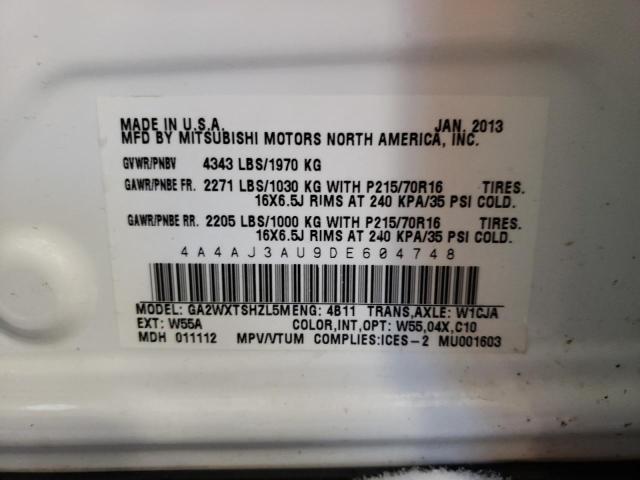 MADE IN U.S.A. JAN. 2013
MFD BY MITSUBISHI MOTORS NORTH AMERICA, INC.
GVWR/PNBV 4343 LBS/1970 KG
GAWR/PNBE FR. 2271 LBS/1030 KG WITH P215/70R16 TIRES.
16X6.5J RIMS AT 240 KPA/35 PSI COLD.
GAWR/PNBE RR. 2205 LBS/1000 KG WITH P215/70R16 TIRES.
16X6.5J RIMS AT 240 KPA/35 PSI COLD.
4A4AJ3AU9DE604748
MODEL: GA2WXTSHZL5M ENG: 4B11 TRANS,AXLE: W1CJA
EXT: W55A COLOR,INT,OPT: W55,04X,C10
MDH 011112 MPV/VTUM COMPLIES:ICES-2 MU001603